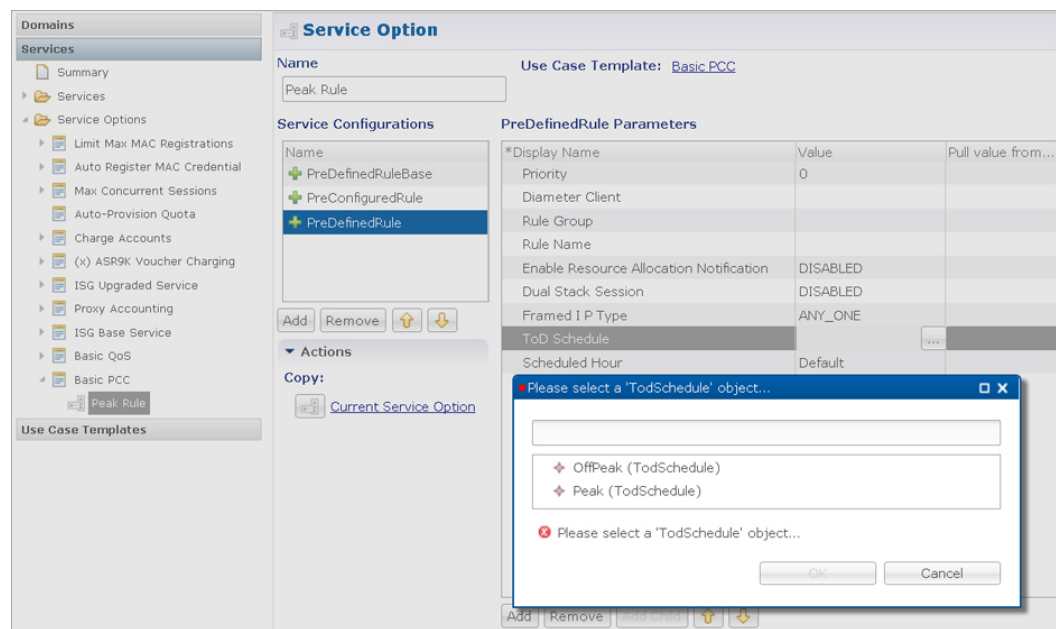 Domains
Services
Summary
Services
Service Options
Limit Max MAC Registrations
Auto Register MAC Credential
Max Concurrent Sessions
Auto-Provision Quota
Charge Accounts
(x) ASR9K Voucher Charging
ISG Upgraded Service
Proxy Accounting
ISG Base Service
Basic QoS
Basic PCC
Peak Rule
Use Case Templates
Service Option
Name
Use Case Template: Basic PCC
Peak Rule
Service Configurations
Name
PreDefinedRuleBase
PreConfiguredRule
PreDefinedRule
Add Remove
Actions
Copy:
Current Service Option
PreDefinedRule Parameters
*Display Name Value Pull value from...
Priority 0
Diameter Client
Rule Group
Rule Name
Enable Resource Allocation Notification DISABLED
Dual Stack Session DISABLED
Framed I P Type ANY_ONE
ToD Schedule ...
Scheduled Hour Default
Please select a 'TodSchedule' object...
OffPeak (TodSchedule)
Peak (TodSchedule)
Please select a 'TodSchedule' object...
OK Cancel
Add Remove Add Child